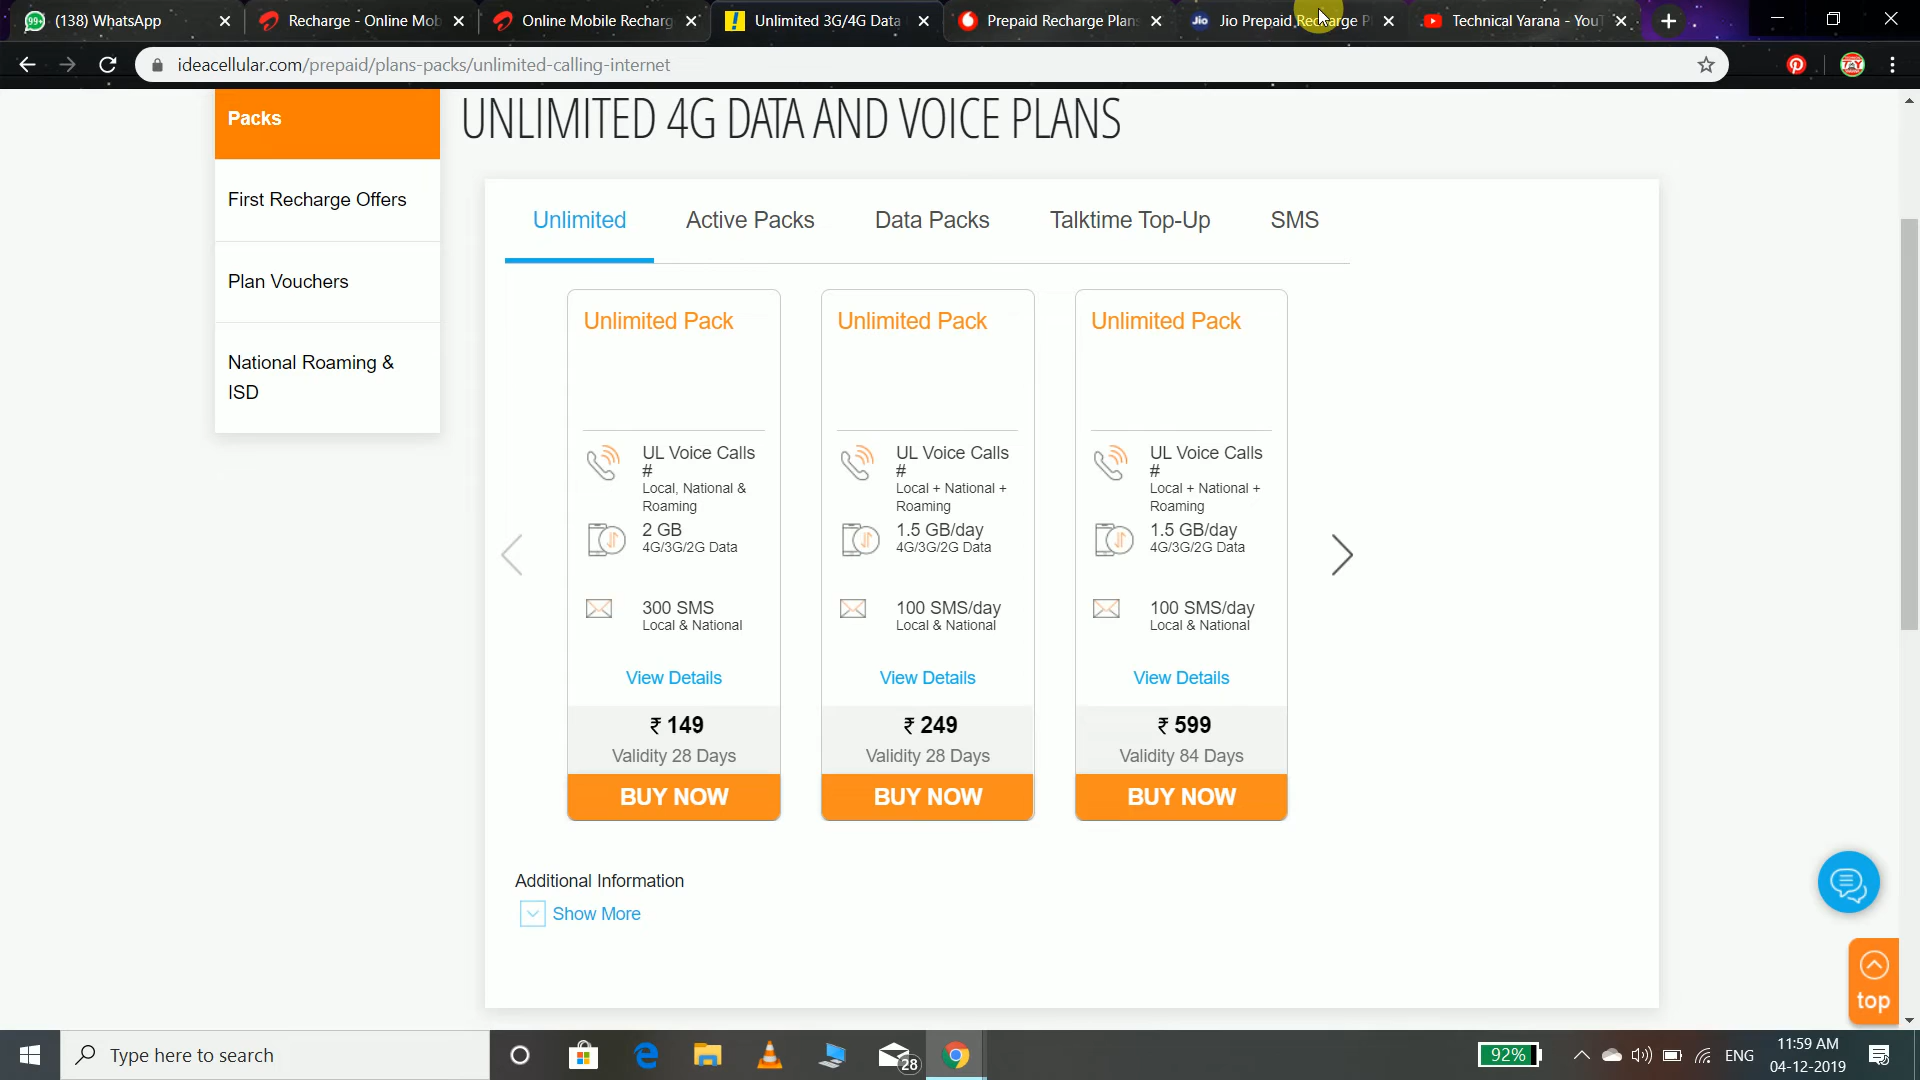 (138) WhatsApp
Recharge - Online Mob
Online Mobile Recharg
Unlimited 3G/4G Data
Prepaid Recharge Plans
Jio Jio Prepaid Recharge P
Technical Yarana - YouT
ideacellular.com/prepaid/plans-packs/unlimited-calling-internet
Packs
First Recharge Offers
Plan Vouchers
National Roaming &
ISD
UNLIMITED 4G DATA AND VOICE PLANS
Unlimited Active Packs Data Packs Talktime Top-Up SMS
Unlimited Pack
UL Voice Calls
#
Local, National &
Roaming
2 GB
4G/3G/2G Data
300 SMS
Local & National
View Details
₹ 149
Validity 28 Days
BUY NOW
Unlimited Pack
UL Voice Calls
#
Local + National +
Roaming
1.5 GB/day
4G/3G/2G Data
100 SMS/day
Local & National
View Details
₹ 249
Validity 28 Days
BUY NOW
Unlimited Pack
UL Voice Calls
#
Local + National +
Roaming
1.5 GB/day
4G/3G/2G Data
100 SMS/day
Local & National
View Details
₹ 599
Validity 84 Days
BUY NOW
Additional Information
Show More
top
Type here to search
28
92%
ENG
11:59 AM
04-12-2019